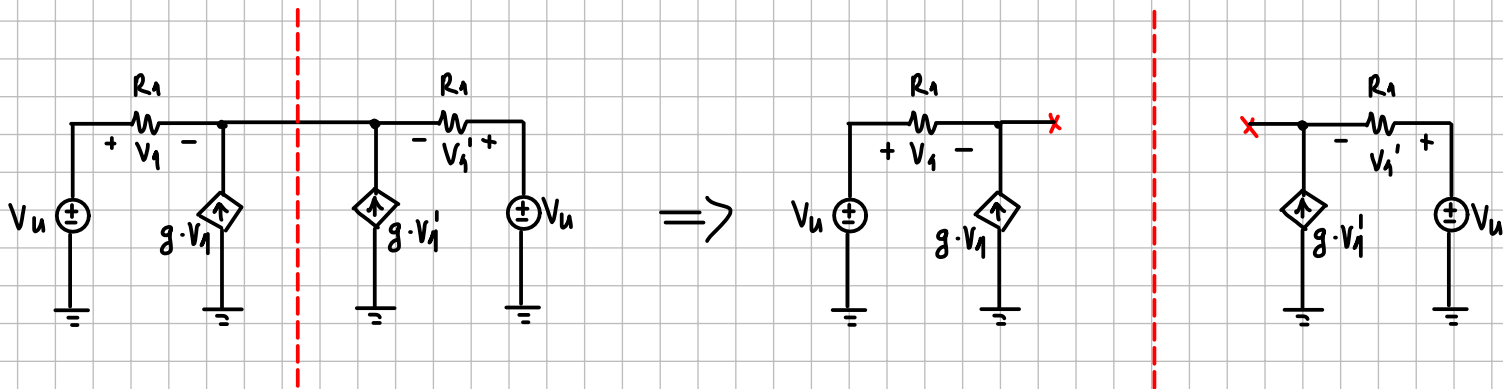 R1 R1 R1 R1
+ V1 - - V1' + + V1 - - V1' +
Vu + - + - Vu => Vu + - + - Vu
g·V1 g·V1' g·V1 g·V1'